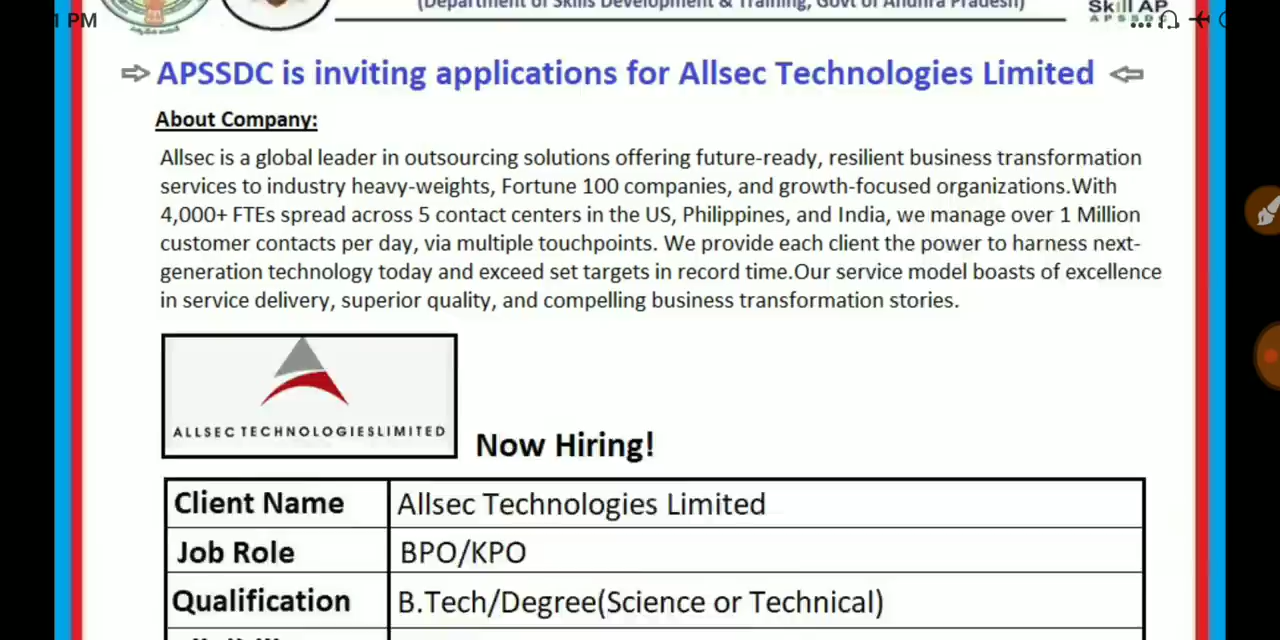 (Department of Skills Development & Training, Govt of Andhra Pradesh)
Skill AP
APSSDC
1 PM
⇨ APSSDC is inviting applications for Allsec Technologies Limited ⇦
About Company:
Allsec is a global leader in outsourcing solutions offering future-ready, resilient business transformation
services to industry heavy-weights, Fortune 100 companies, and growth-focused organizations.With
4,000+ FTEs spread across 5 contact centers in the US, Philippines, and India, we manage over 1 Million
customer contacts per day, via multiple touchpoints. We provide each client the power to harness next-
generation technology today and exceed set targets in record time.Our service model boasts of excellence
in service delivery, superior quality, and compelling business transformation stories.
ALLSEC TECHNOLOGIESLIMITED
Now Hiring!
Client Name Allsec Technologies Limited
Job Role BPO/KPO
Qualification B.Tech/Degree(Science or Technical)